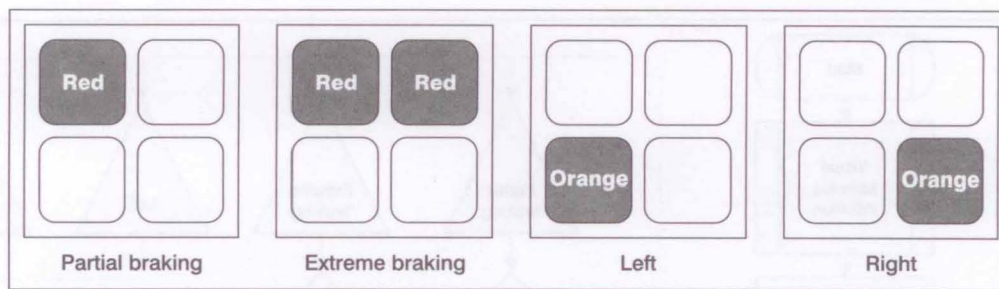 Red
Red Red
Orange
Orange
Partial braking
Extreme braking
Left
Right